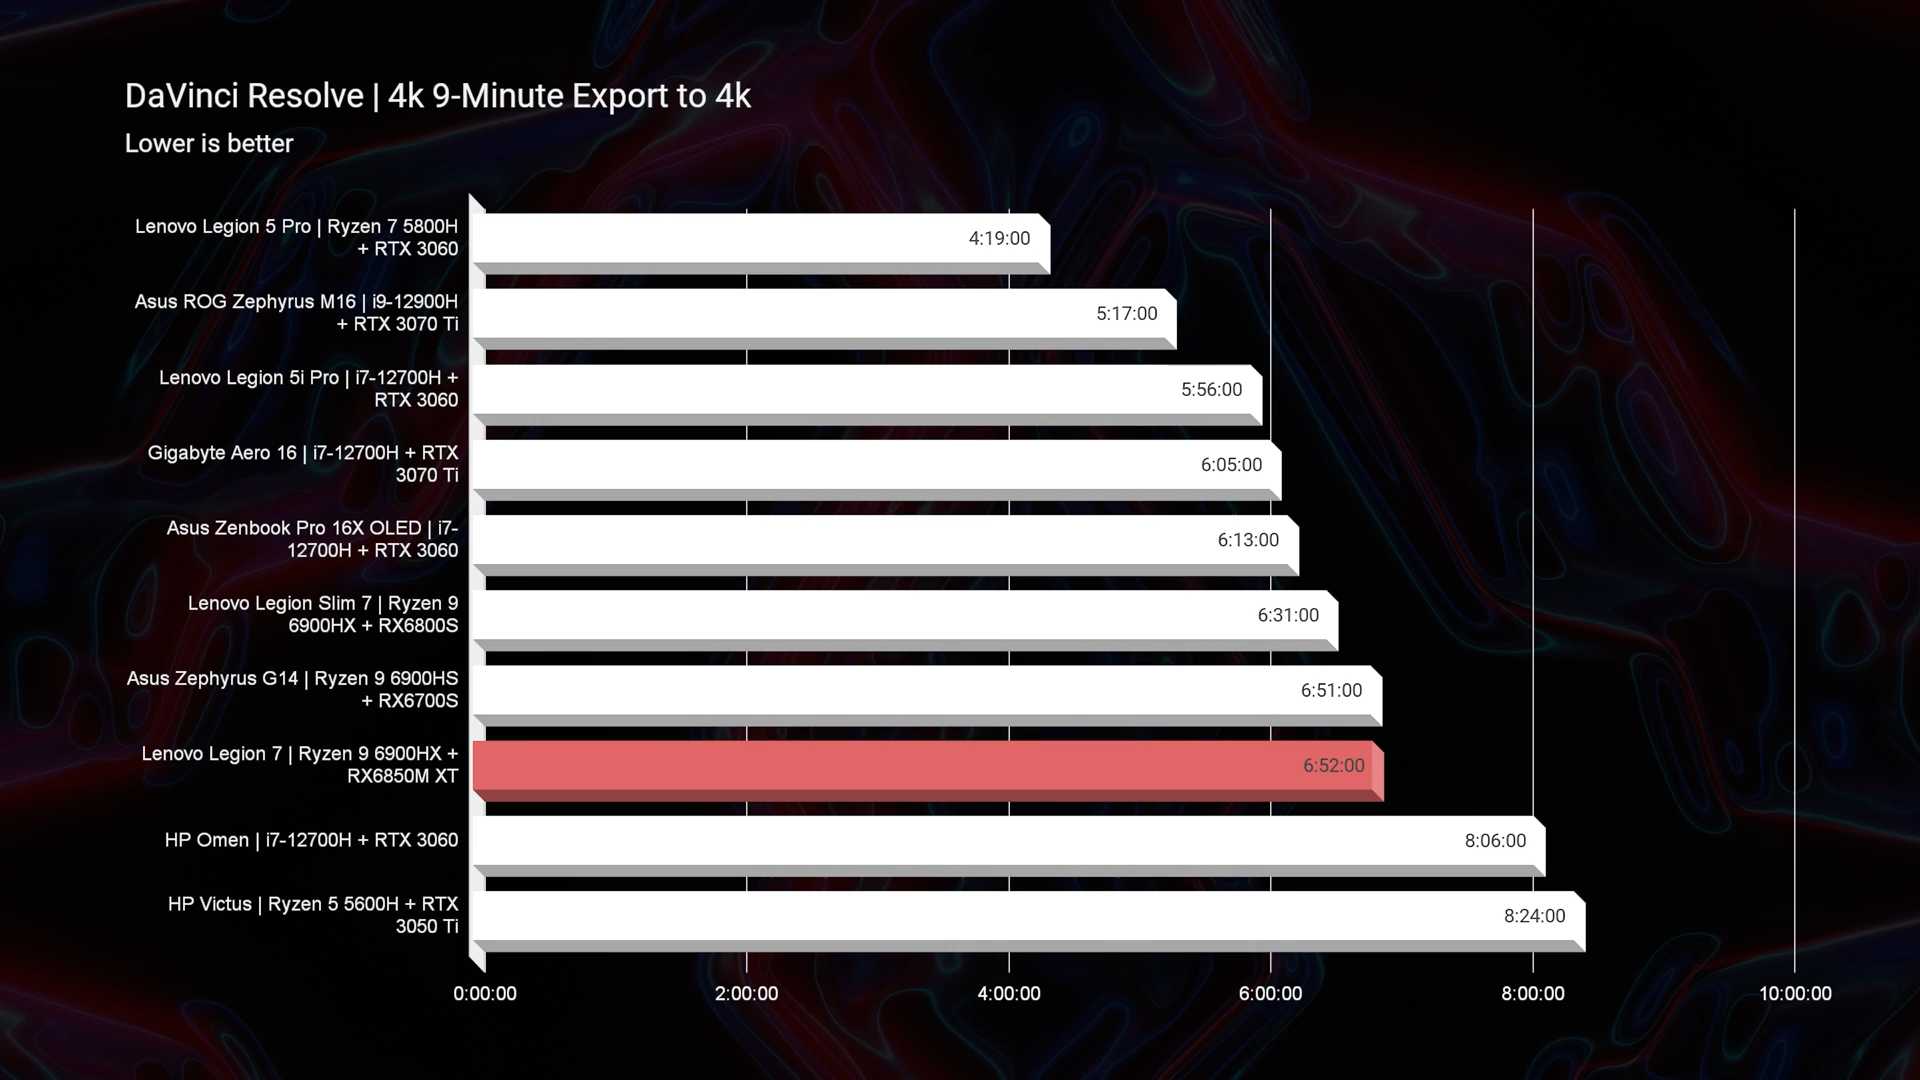 DaVinci Resolve | 4k 9-Minute Export to 4k
Lower is better
Lenovo Legion 5 Pro | Ryzen 7 5800H
+ RTX 3060
4:19:00
Asus ROG Zephyrus M16 | i9-12900H
+ RTX 3070 Ti
5:17:00
Lenovo Legion 5i Pro | i7-12700H +
RTX 3060
5:56:00
Gigabyte Aero 16 | i7-12700H + RTX
3070 Ti
6:05:00
Asus Zenbook Pro 16X OLED | i7-
12700H + RTX 3060
6:13:00
Lenovo Legion Slim 7 | Ryzen 9
6900HX + RX6800S
6:31:00
Asus Zephyrus G14 | Ryzen 9 6900HS
+ RX6700S
6:51:00
Lenovo Legion 7 | Ryzen 9 6900HX +
RX6850M XT
6:52:00
HP Omen | i7-12700H + RTX 3060
8:06:00
HP Victus | Ryzen 5 5600H + RTX
3050 Ti
8:24:00
0:00:00 2:00:00 4:00:00 6:00:00 8:00:00 10:00:00